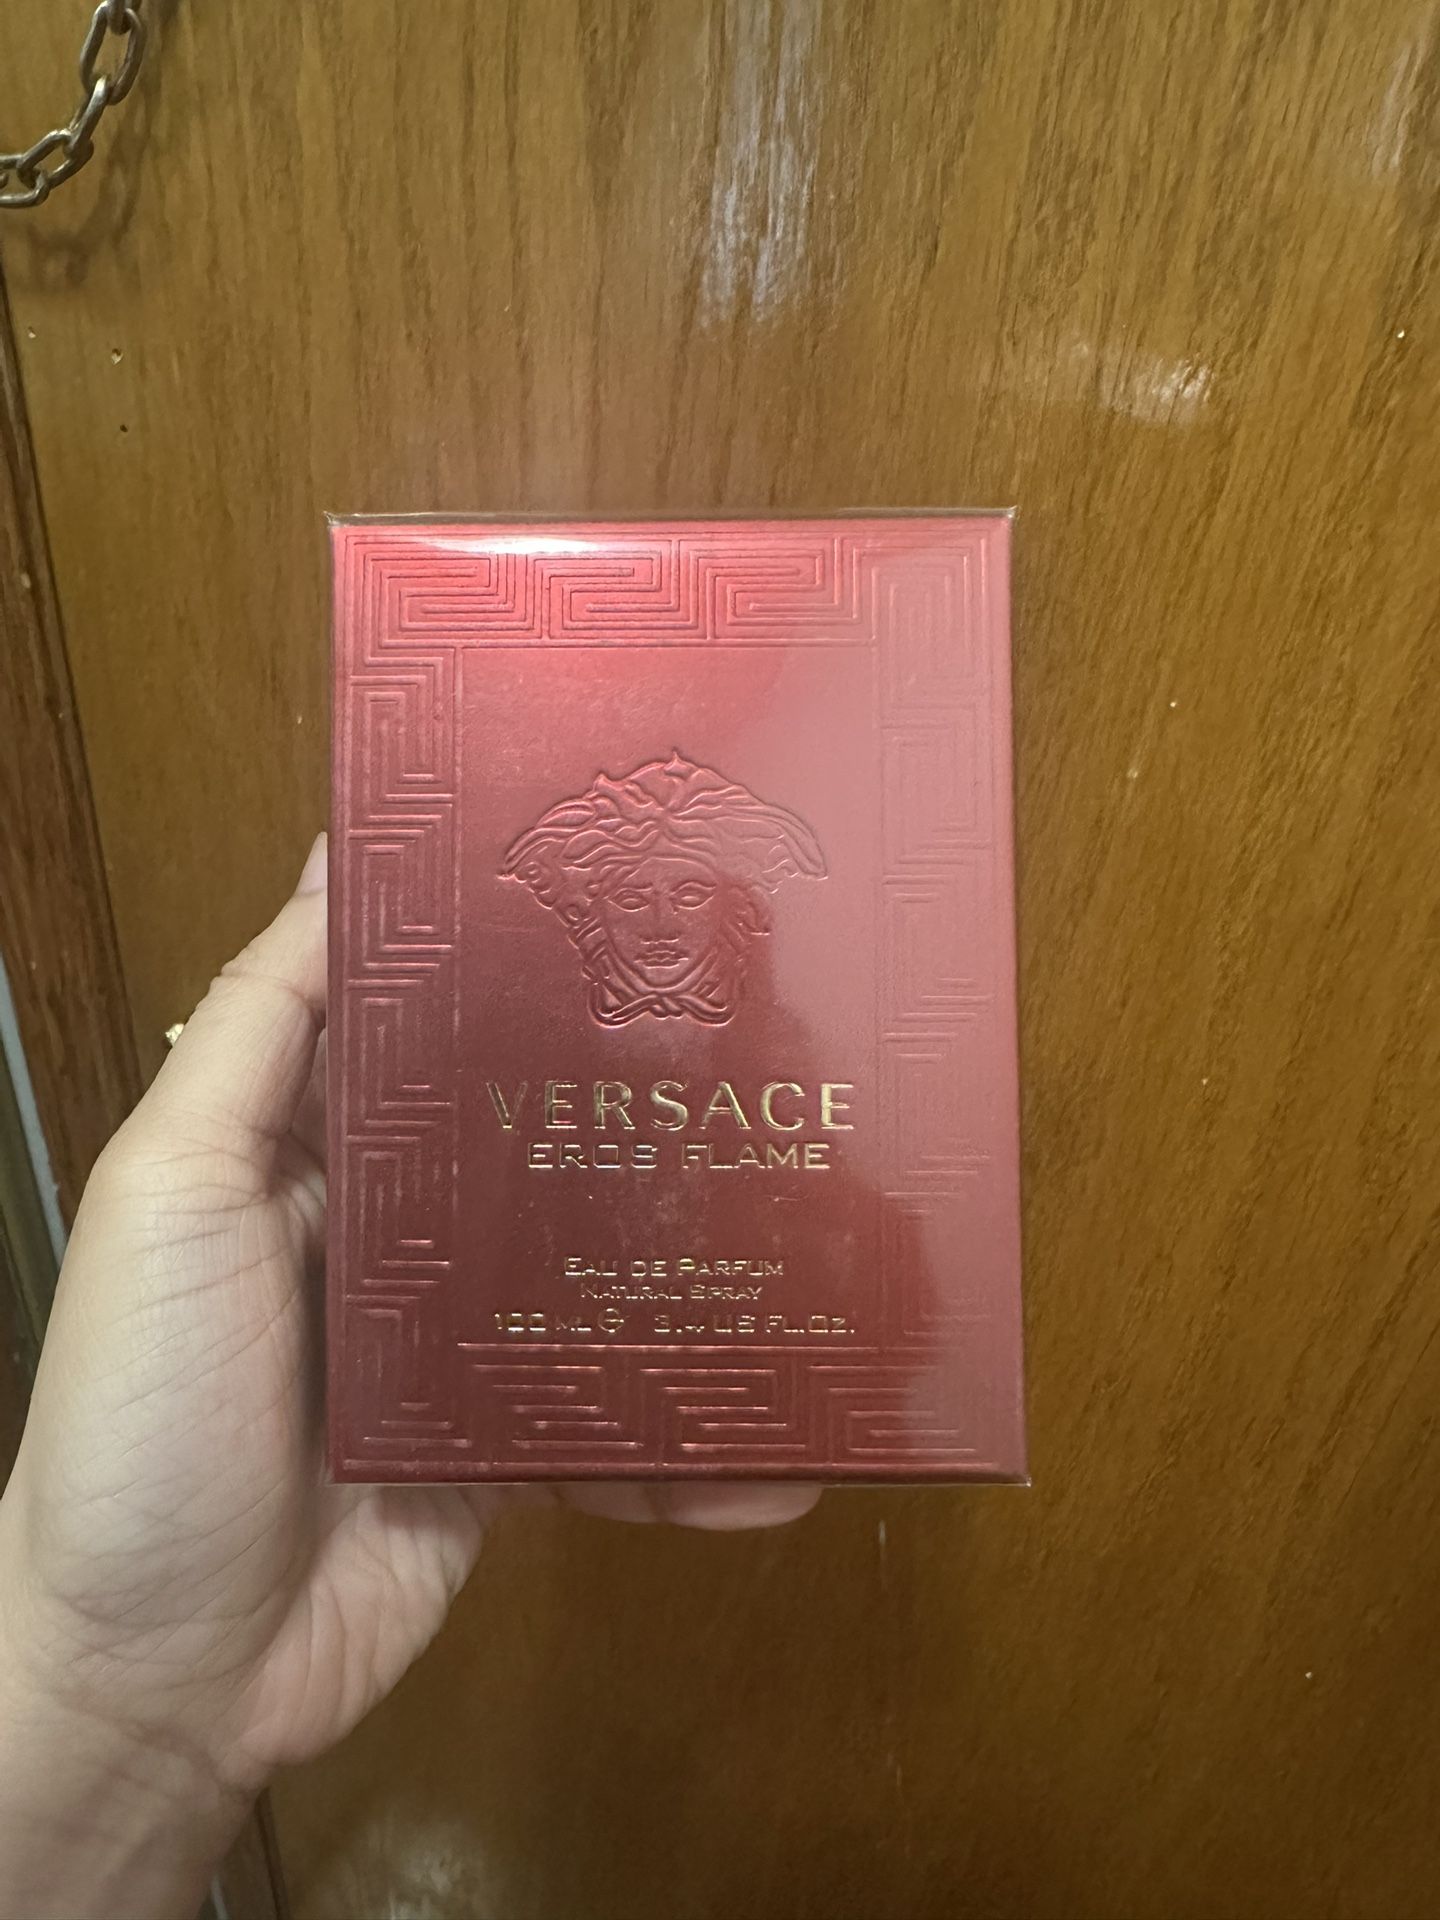 VERSACE
EROS FLAME
EAU DE PARFUM
NATURAL SPRAY
100 ML ℮ 3.4 US FL.OZ.